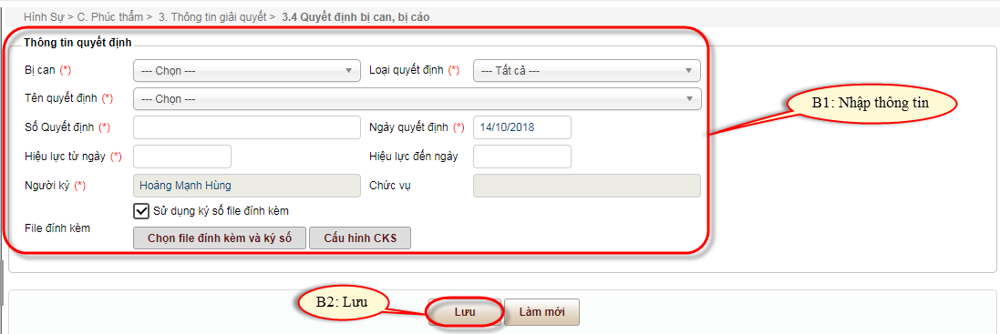 Hình Sự > C. Phúc thẩm > 3. Thông tin giải quyết > 3.4 Quyết định bị can, bị cáo
Thông tin quyết định
Bị can (*) --- Chọn --- Loại quyết định (*) --- Tất cả ---
Tên quyết định (*) --- Chọn ---
B1: Nhập thông tin
Số Quyết định (*) Ngày quyết định (*) 14/10/2018
Hiệu lực từ ngày (*) Hiệu lực đến ngày
Người ký (*) Hoàng Mạnh Hùng Chức vụ
Sử dụng ký số file đính kèm
File đính kèm
Chọn file đính kèm và ký số Cấu hình CKS
B2: Lưu
Lưu Làm mới